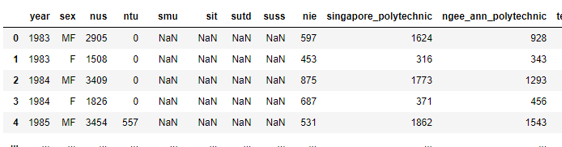 year sex nus ntu smu sit sutd suss nie singapore_polytechnic ngee_ann_polytechnic
0 1983 MF 2905 0 NaN NaN NaN NaN 597 1624 928
1 1983 F 1508 0 NaN NaN NaN NaN 453 316 343
2 1984 MF 3409 0 NaN NaN NaN NaN 875 1773 1293
3 1984 F 1826 0 NaN NaN NaN NaN 687 371 456
4 1985 MF 3454 557 NaN NaN NaN NaN 531 1862 1543